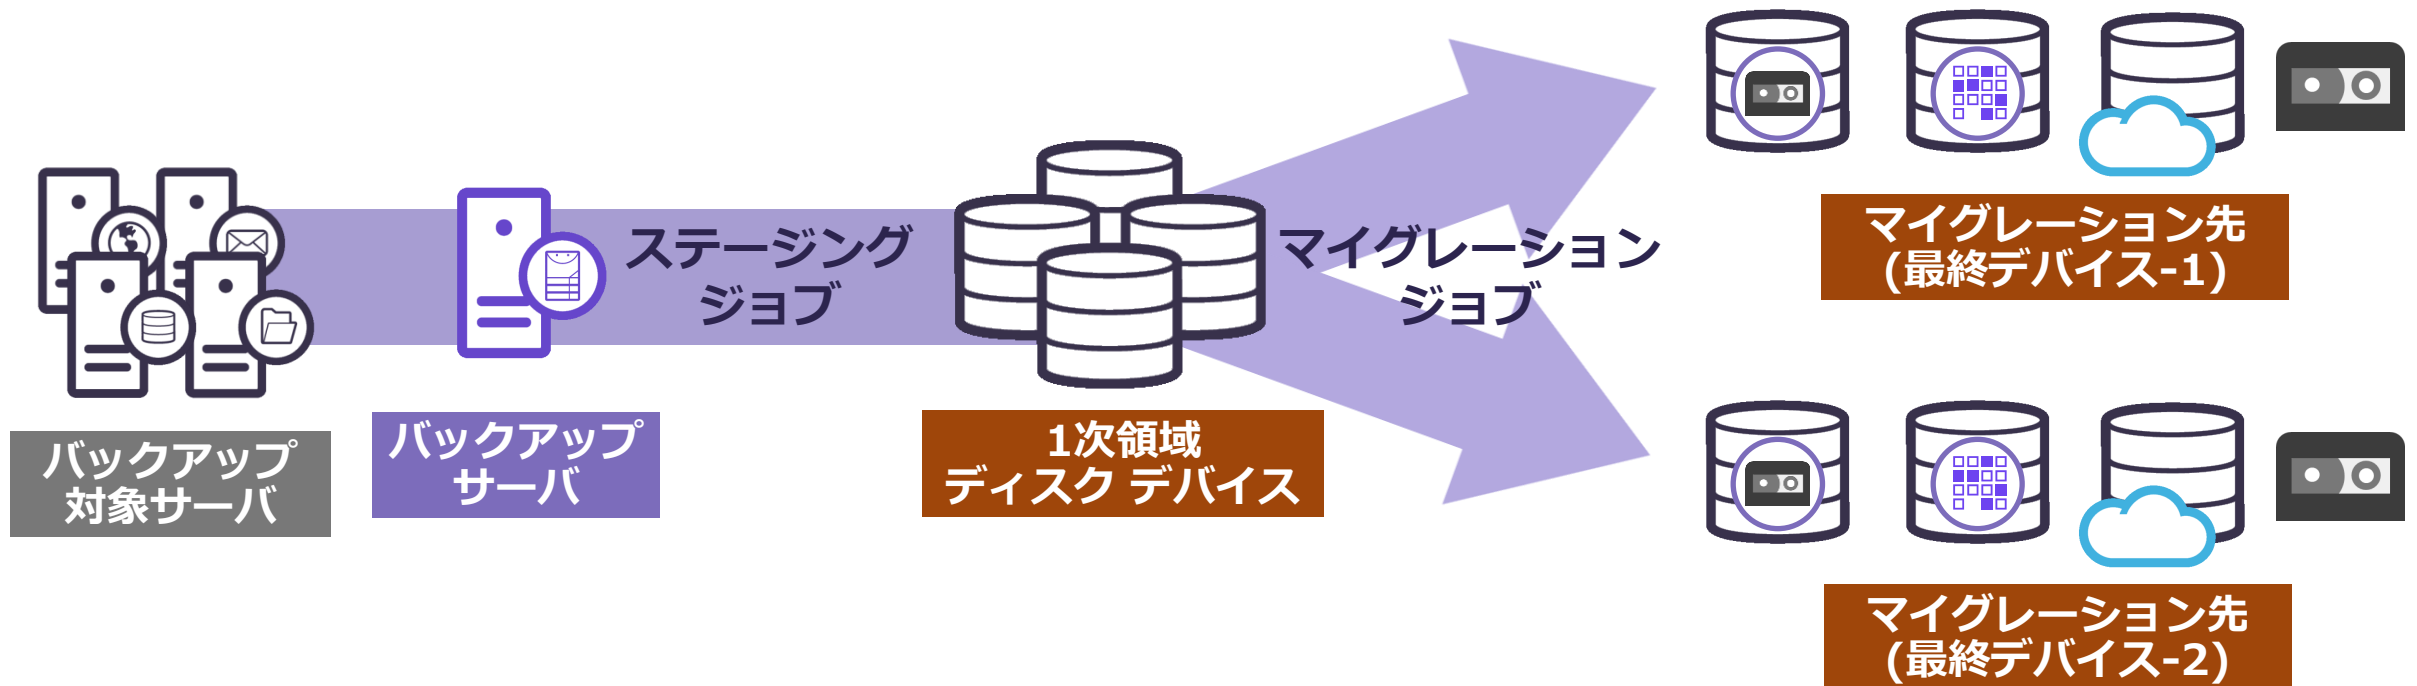 バックアップ
対象サーバ
バックアップ
サーバ
ステージング
ジョブ
1次領域
ディスク デバイス
マイグレーション
ジョブ
マイグレーション先
(最終デバイス-1)
マイグレーション先
(最終デバイス-2)